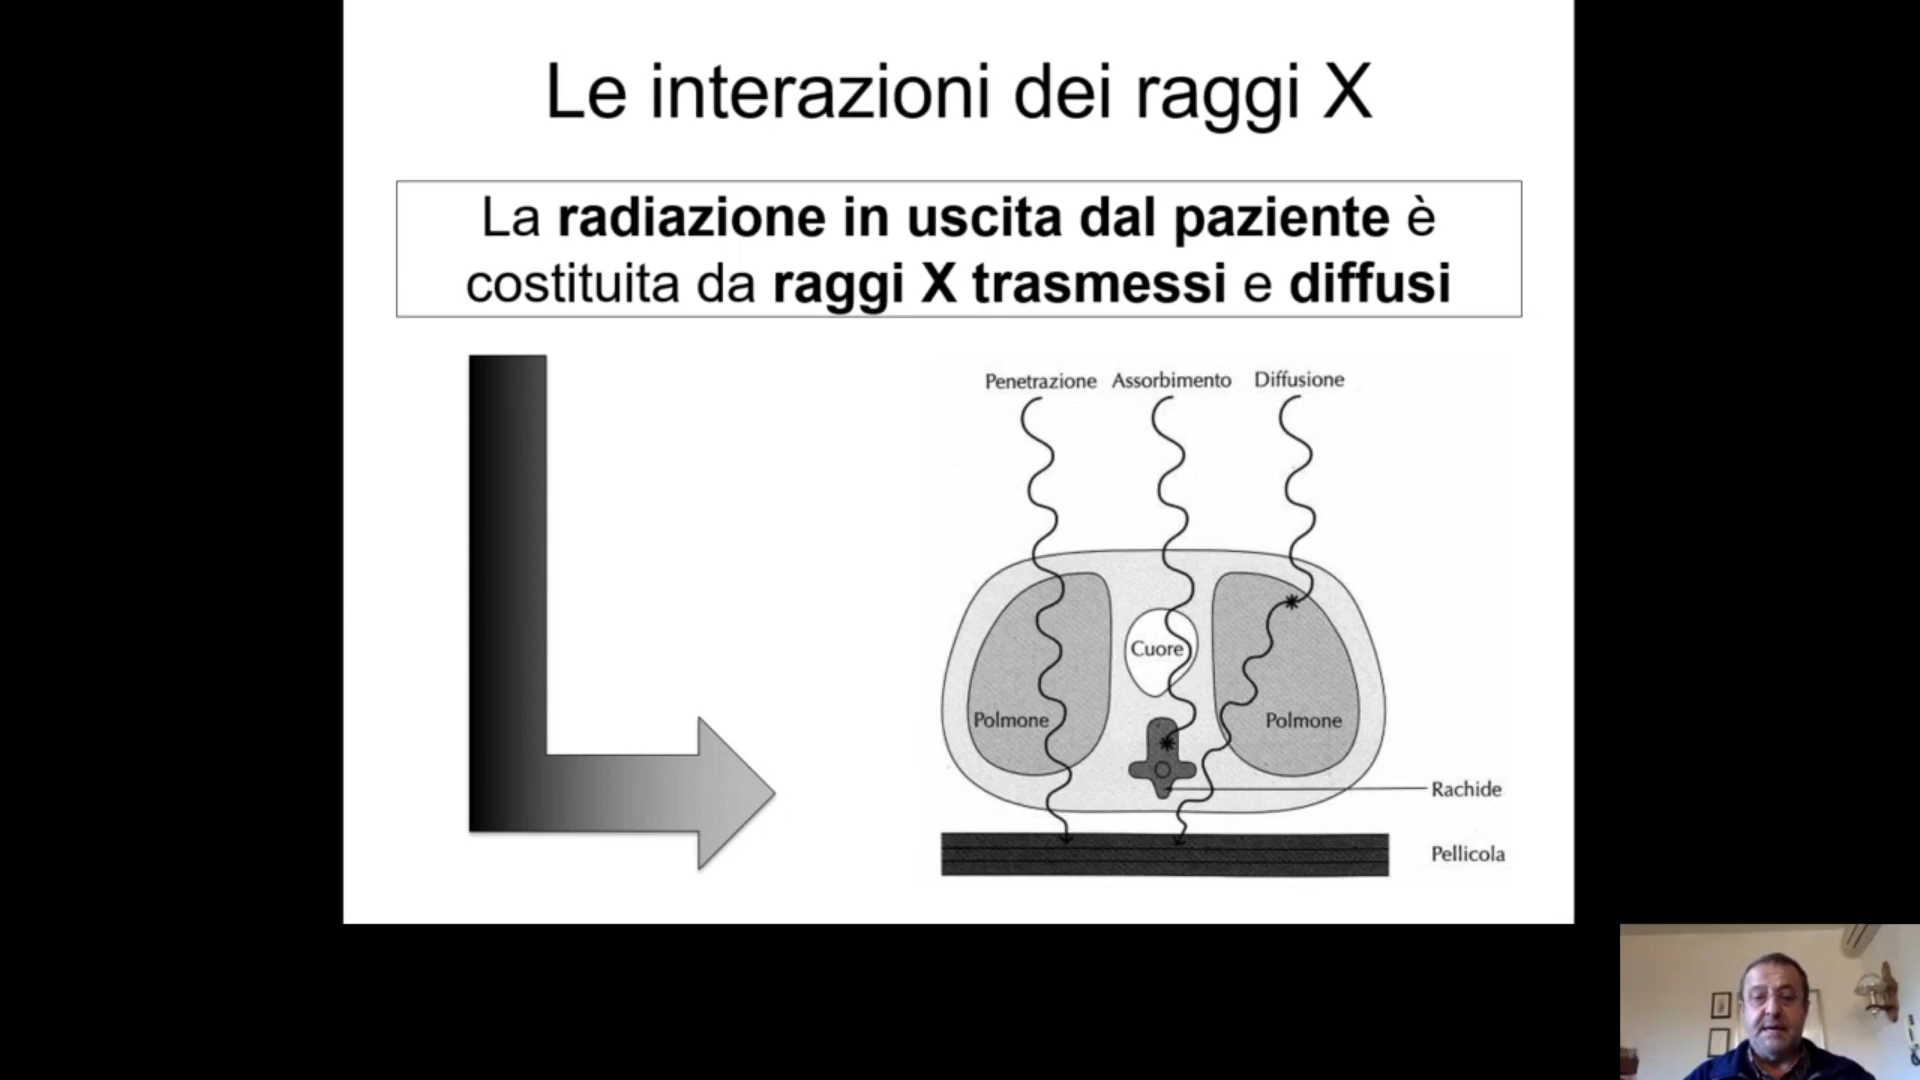 Le interazioni dei raggi X
La radiazione in uscita dal paziente è
costituita da raggi X trasmessi e diffusi
Penetrazione Assorbimento Diffusione
Cuore
Polmone
Polmone
Rachide
Pellicola